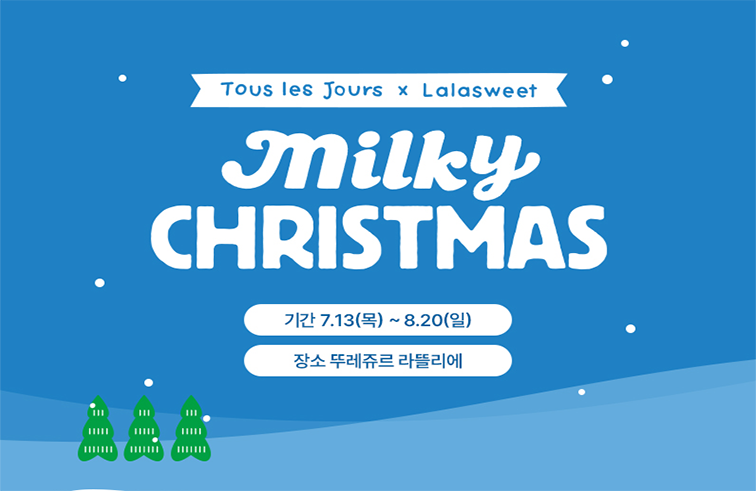 Tous les Jours x Lalasweet
Milky
CHRISTMAS
기간 7.13(목) ~ 8.20(일)
장소 뚜레쥬르 라뜰리에